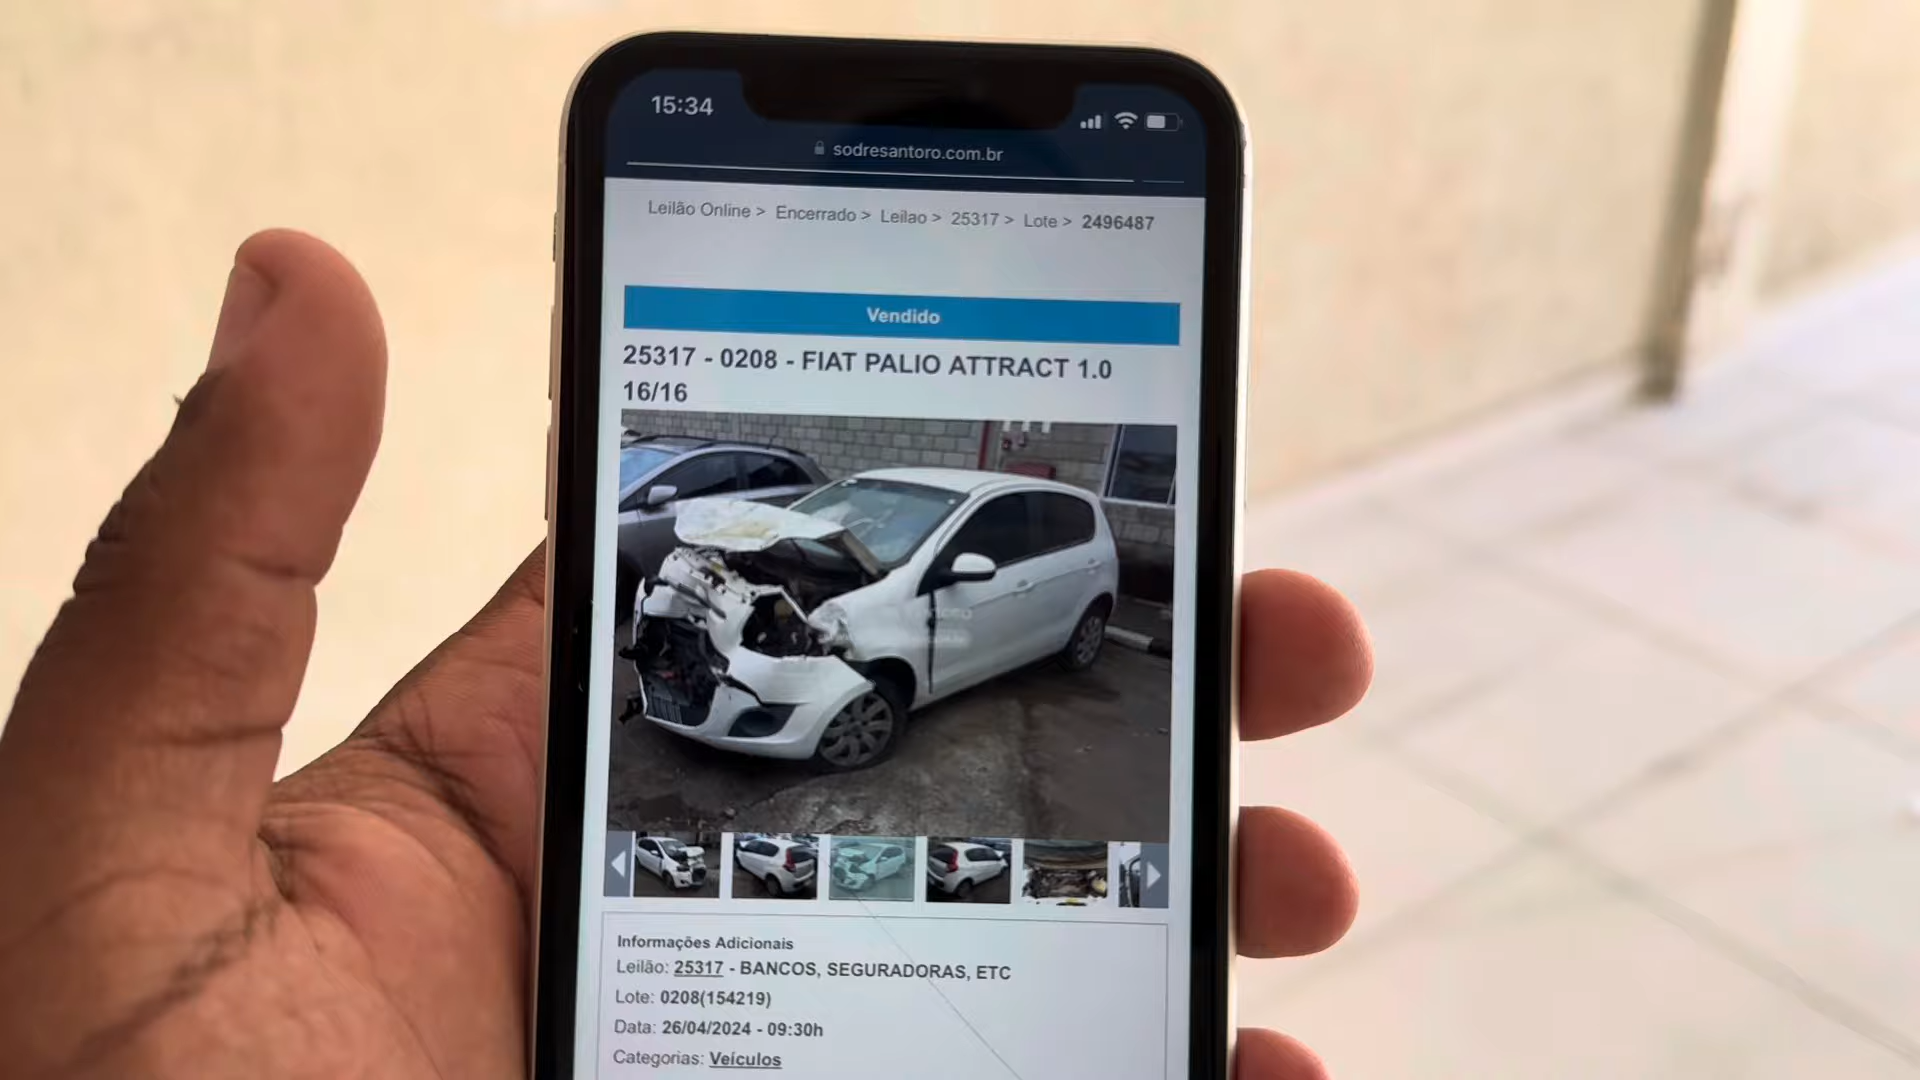 15:34
sodresantoro.com.br
Leilão Online > Encerrado > Leilao > 25317 > Lote > 2496487
Vendido
25317 - 0208 - FIAT PALIO ATTRACT 1.0
16/16
Informações Adicionais
Leilão: 25317 - BANCOS, SEGURADORAS, ETC
Lote: 0208(154219)
Data: 26/04/2024 - 09:30h
Categorias: Veículos